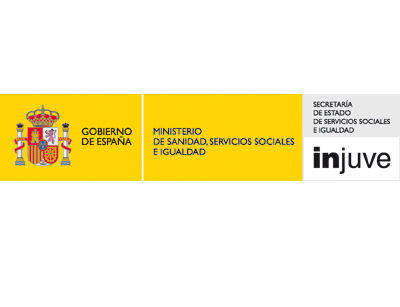 GOBIERNO
DE ESPAÑA
MINISTERIO
DE SANIDAD, SERVICIOS SOCIALES
E IGUALDAD
SECRETARÍA
DE ESTADO
DE SERVICIOS SOCIALES
E IGUALDAD
injuve